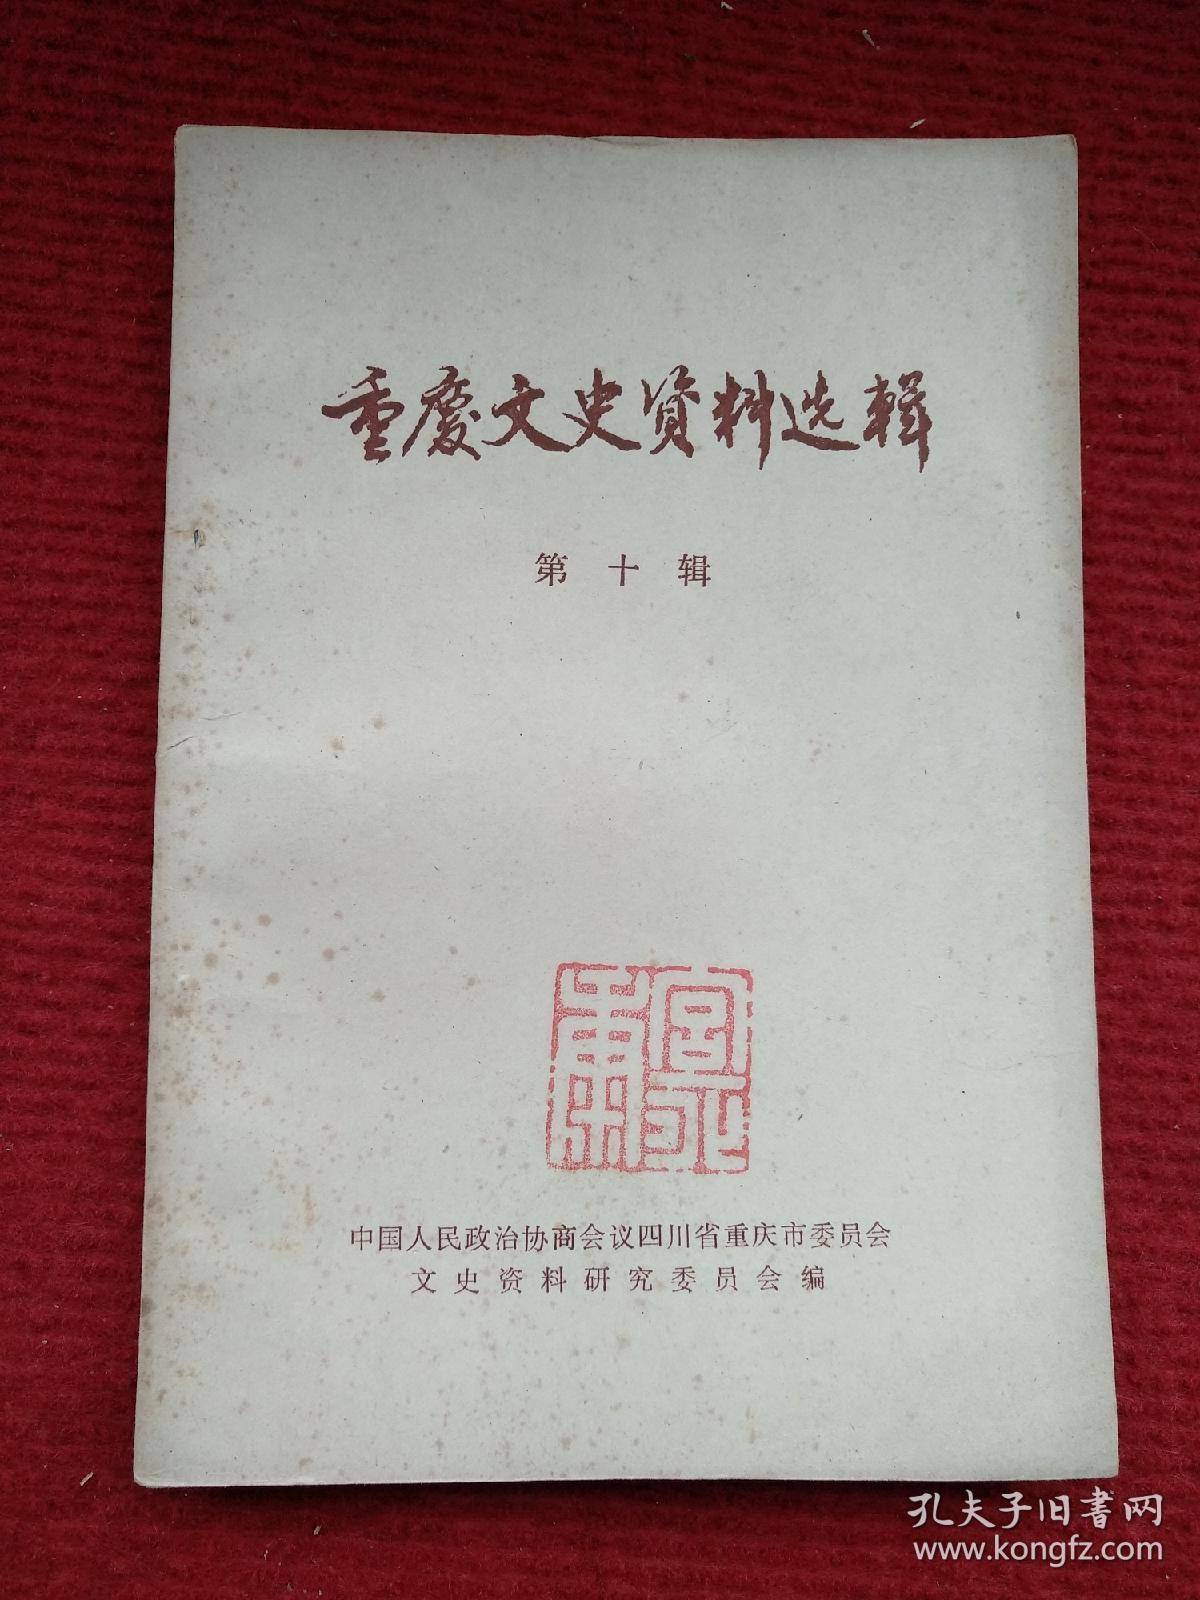 重慶文史資料选輯
第十辑
中国人民政治协商会议四川省重庆市委员会
文史资料研究委员会编
孔夫子旧书网
www.kongfz.com